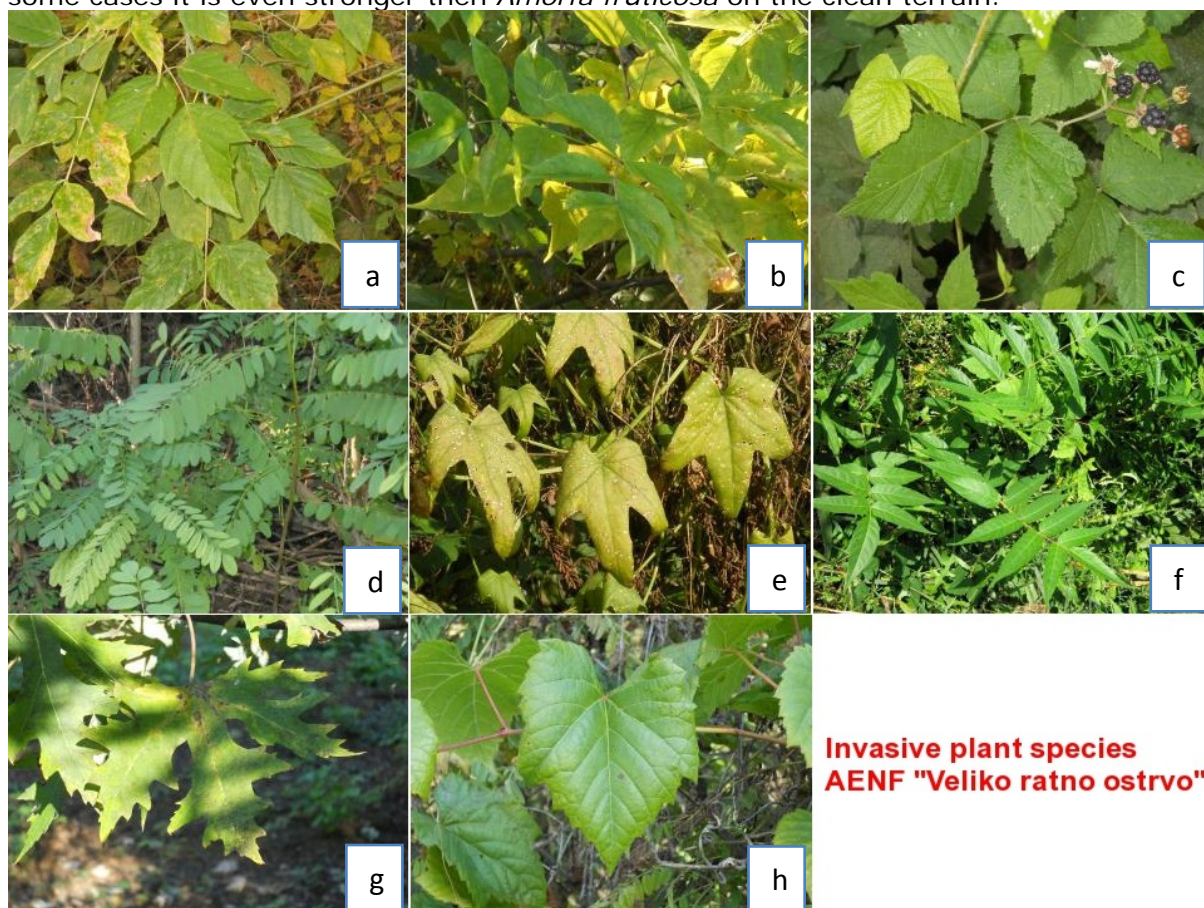 some cases it is even stronger then Amorfa fruticosa on the clean terrain.
a
b
c
d
e
f
g
h
Invasive plant species
AENF "Veliko ratno ostrvo"